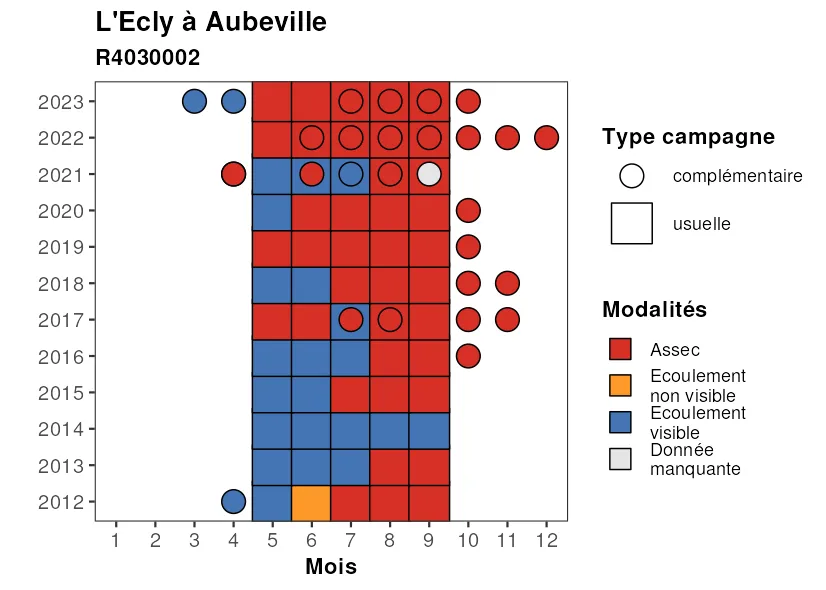 L'Ecly à Aubeville
R4030002
2023
2022
2021
2020
2019
2018
2017
2016
2015
2014
2013
2012
1 2 3 4 5 6 7 8 9 10 11 12
Mois
Type campagne
complémentaire
usuelle
Modalités
Assec
Ecoulement
non visible
Ecoulement
visible
Donnée
manquante